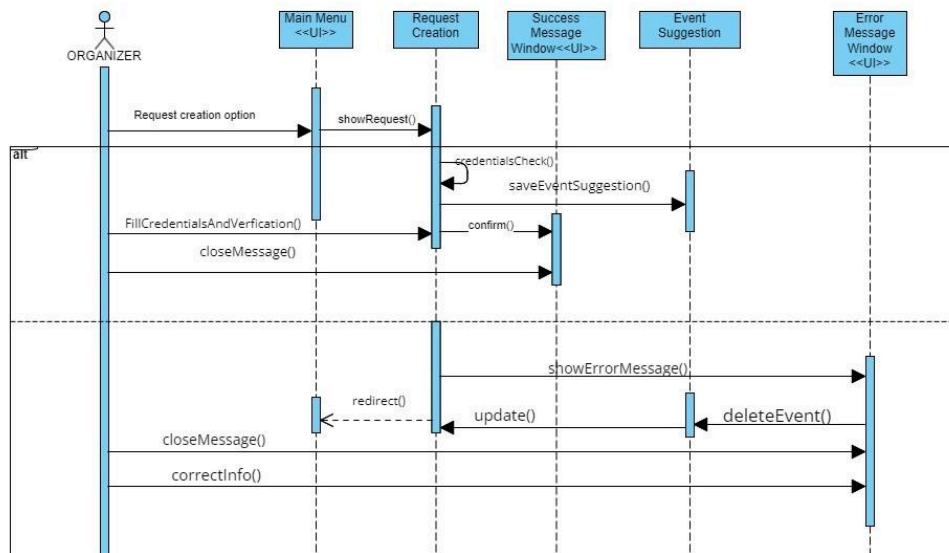 Main Menu
<<UI>>
Request
Creation
Success
Message
Window<<UI>>
Event
Suggestion
Error
Message
Window
<<UI>>
ORGANIZER
Request creation option
showRequest()
alt
credentialsCheck()
saveEventSuggestion()
FillCredentialsAndVerfication()
confirm()
closeMessage()
showErrorMessage()
redirect()
update()
deleteEvent()
closeMessage()
correctInfo()